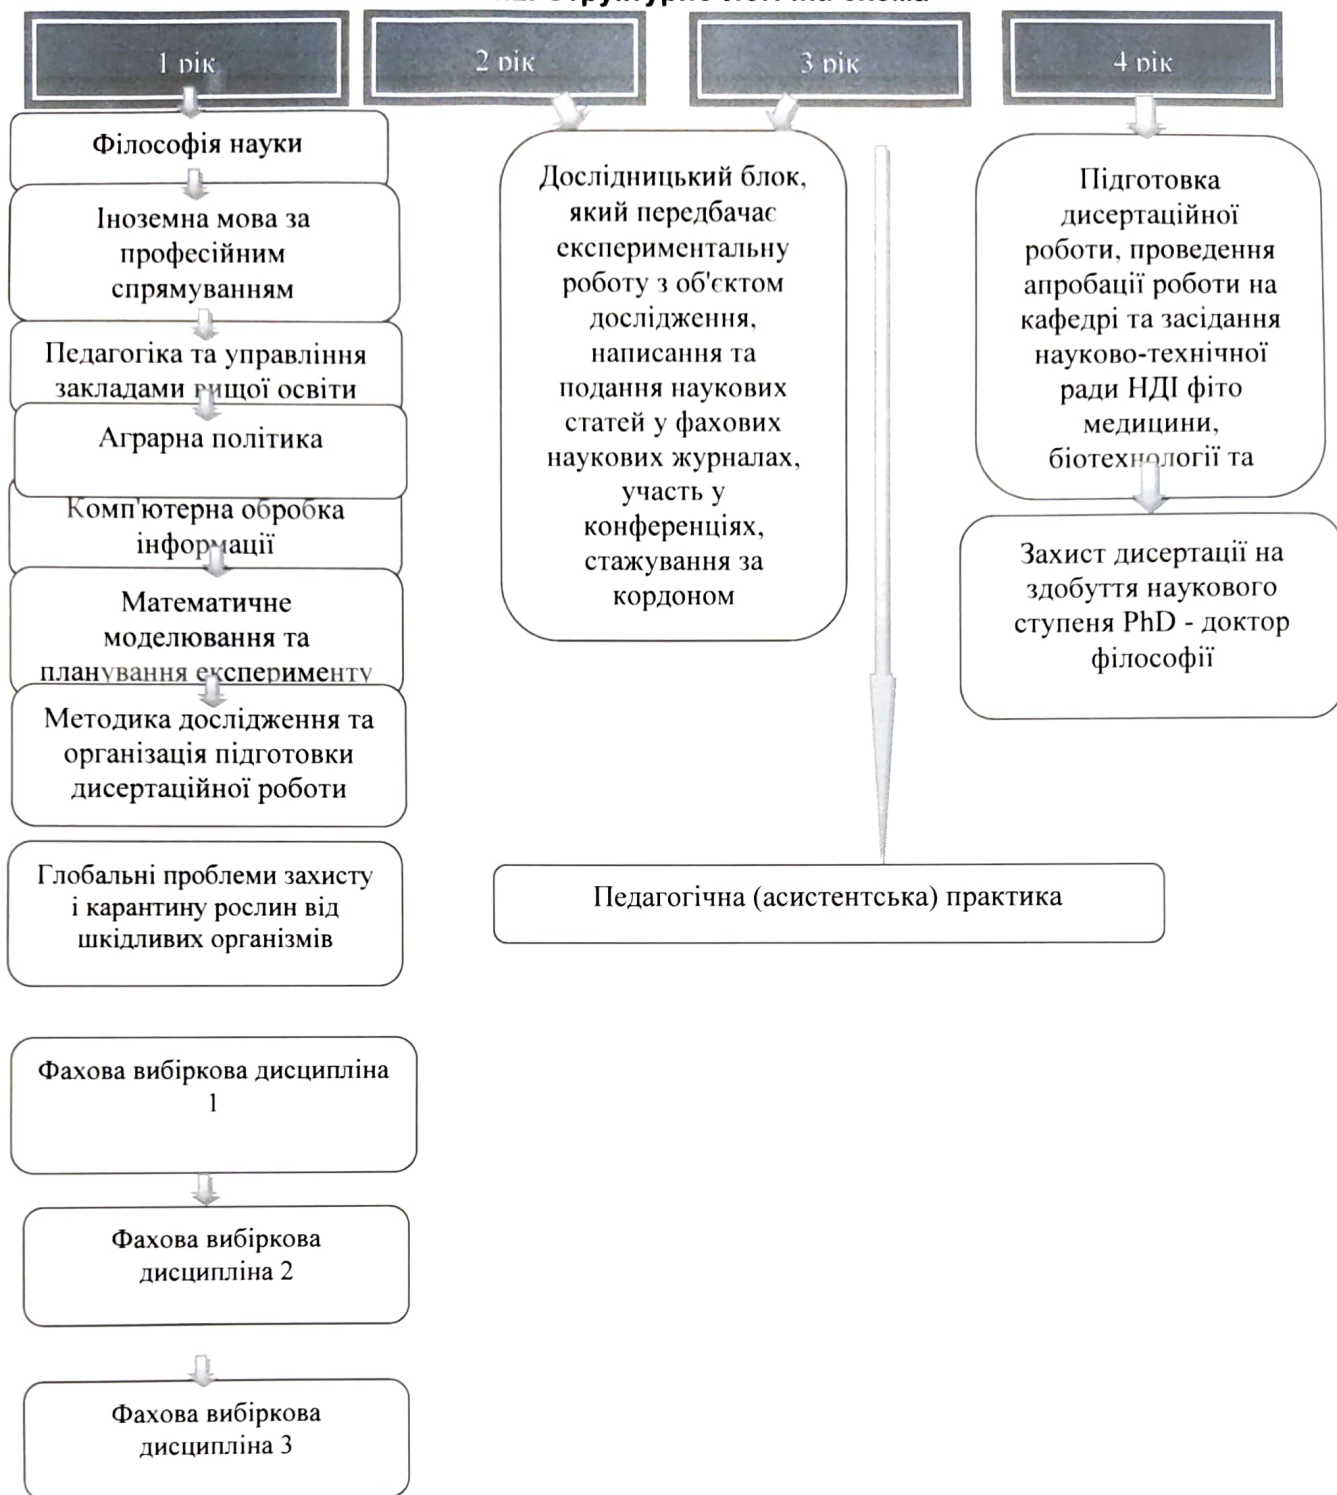 1 рік
2 рік
3 рік
4 рік
Філософія науки
Іноземна мова за
професійним
спрямуванням
Педагогіка та управління
закладами вищої освіти
Аграрна політика
Комп'ютерна обробка
інформації
Математичне
моделювання та
планування експерименту
Методика дослідження та
організація підготовки
дисертаційної роботи
Глобальні проблеми захисту
і карантину рослин від
шкідливих організмів
Фахова вибіркова дисципліна
1
Фахова вибіркова
дисципліна 2
Фахова вибіркова
дисципліна 3
Дослідницький блок,
який передбачає
експериментальну
роботу з об'єктом
дослідження,
написання та
подання наукових
статей у фахових
наукових журналах,
участь у
конференціях,
стажування за
кордоном
Педагогічна (асистентська) практика
Підготовка
дисертаційної
роботи, проведення
апробації роботи на
кафедрі та засідання
науково-технічної
ради НДІ фіто
медицини,
біотехнології та
Захист дисертації на
здобуття наукового
ступеня PhD - доктор
філософії